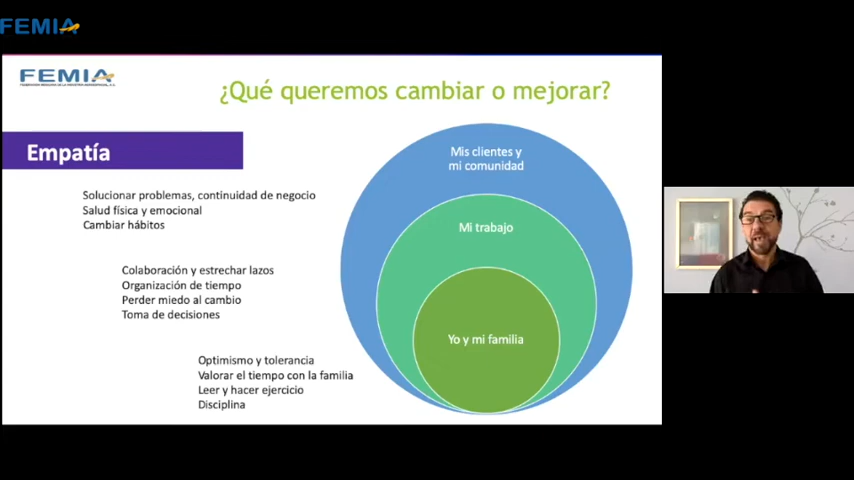 FEMIA
FEMIA
FEDERACIÓN MEXICANA DE LA INDUSTRIA AEROESPACIAL, A.C.
¿Qué queremos cambiar o mejorar?
Empatía
Solucionar problemas, continuidad de negocio
Salud física y emocional
Cambiar hábitos
Colaboración y estrechar lazos
Organización de tiempo
Perder miedo al cambio
Toma de decisiones
Optimismo y tolerancia
Valorar el tiempo con la familia
Leer y hacer ejercicio
Disciplina
Mis clientes y
mi comunidad
Mi trabajo
Yo y mi familia